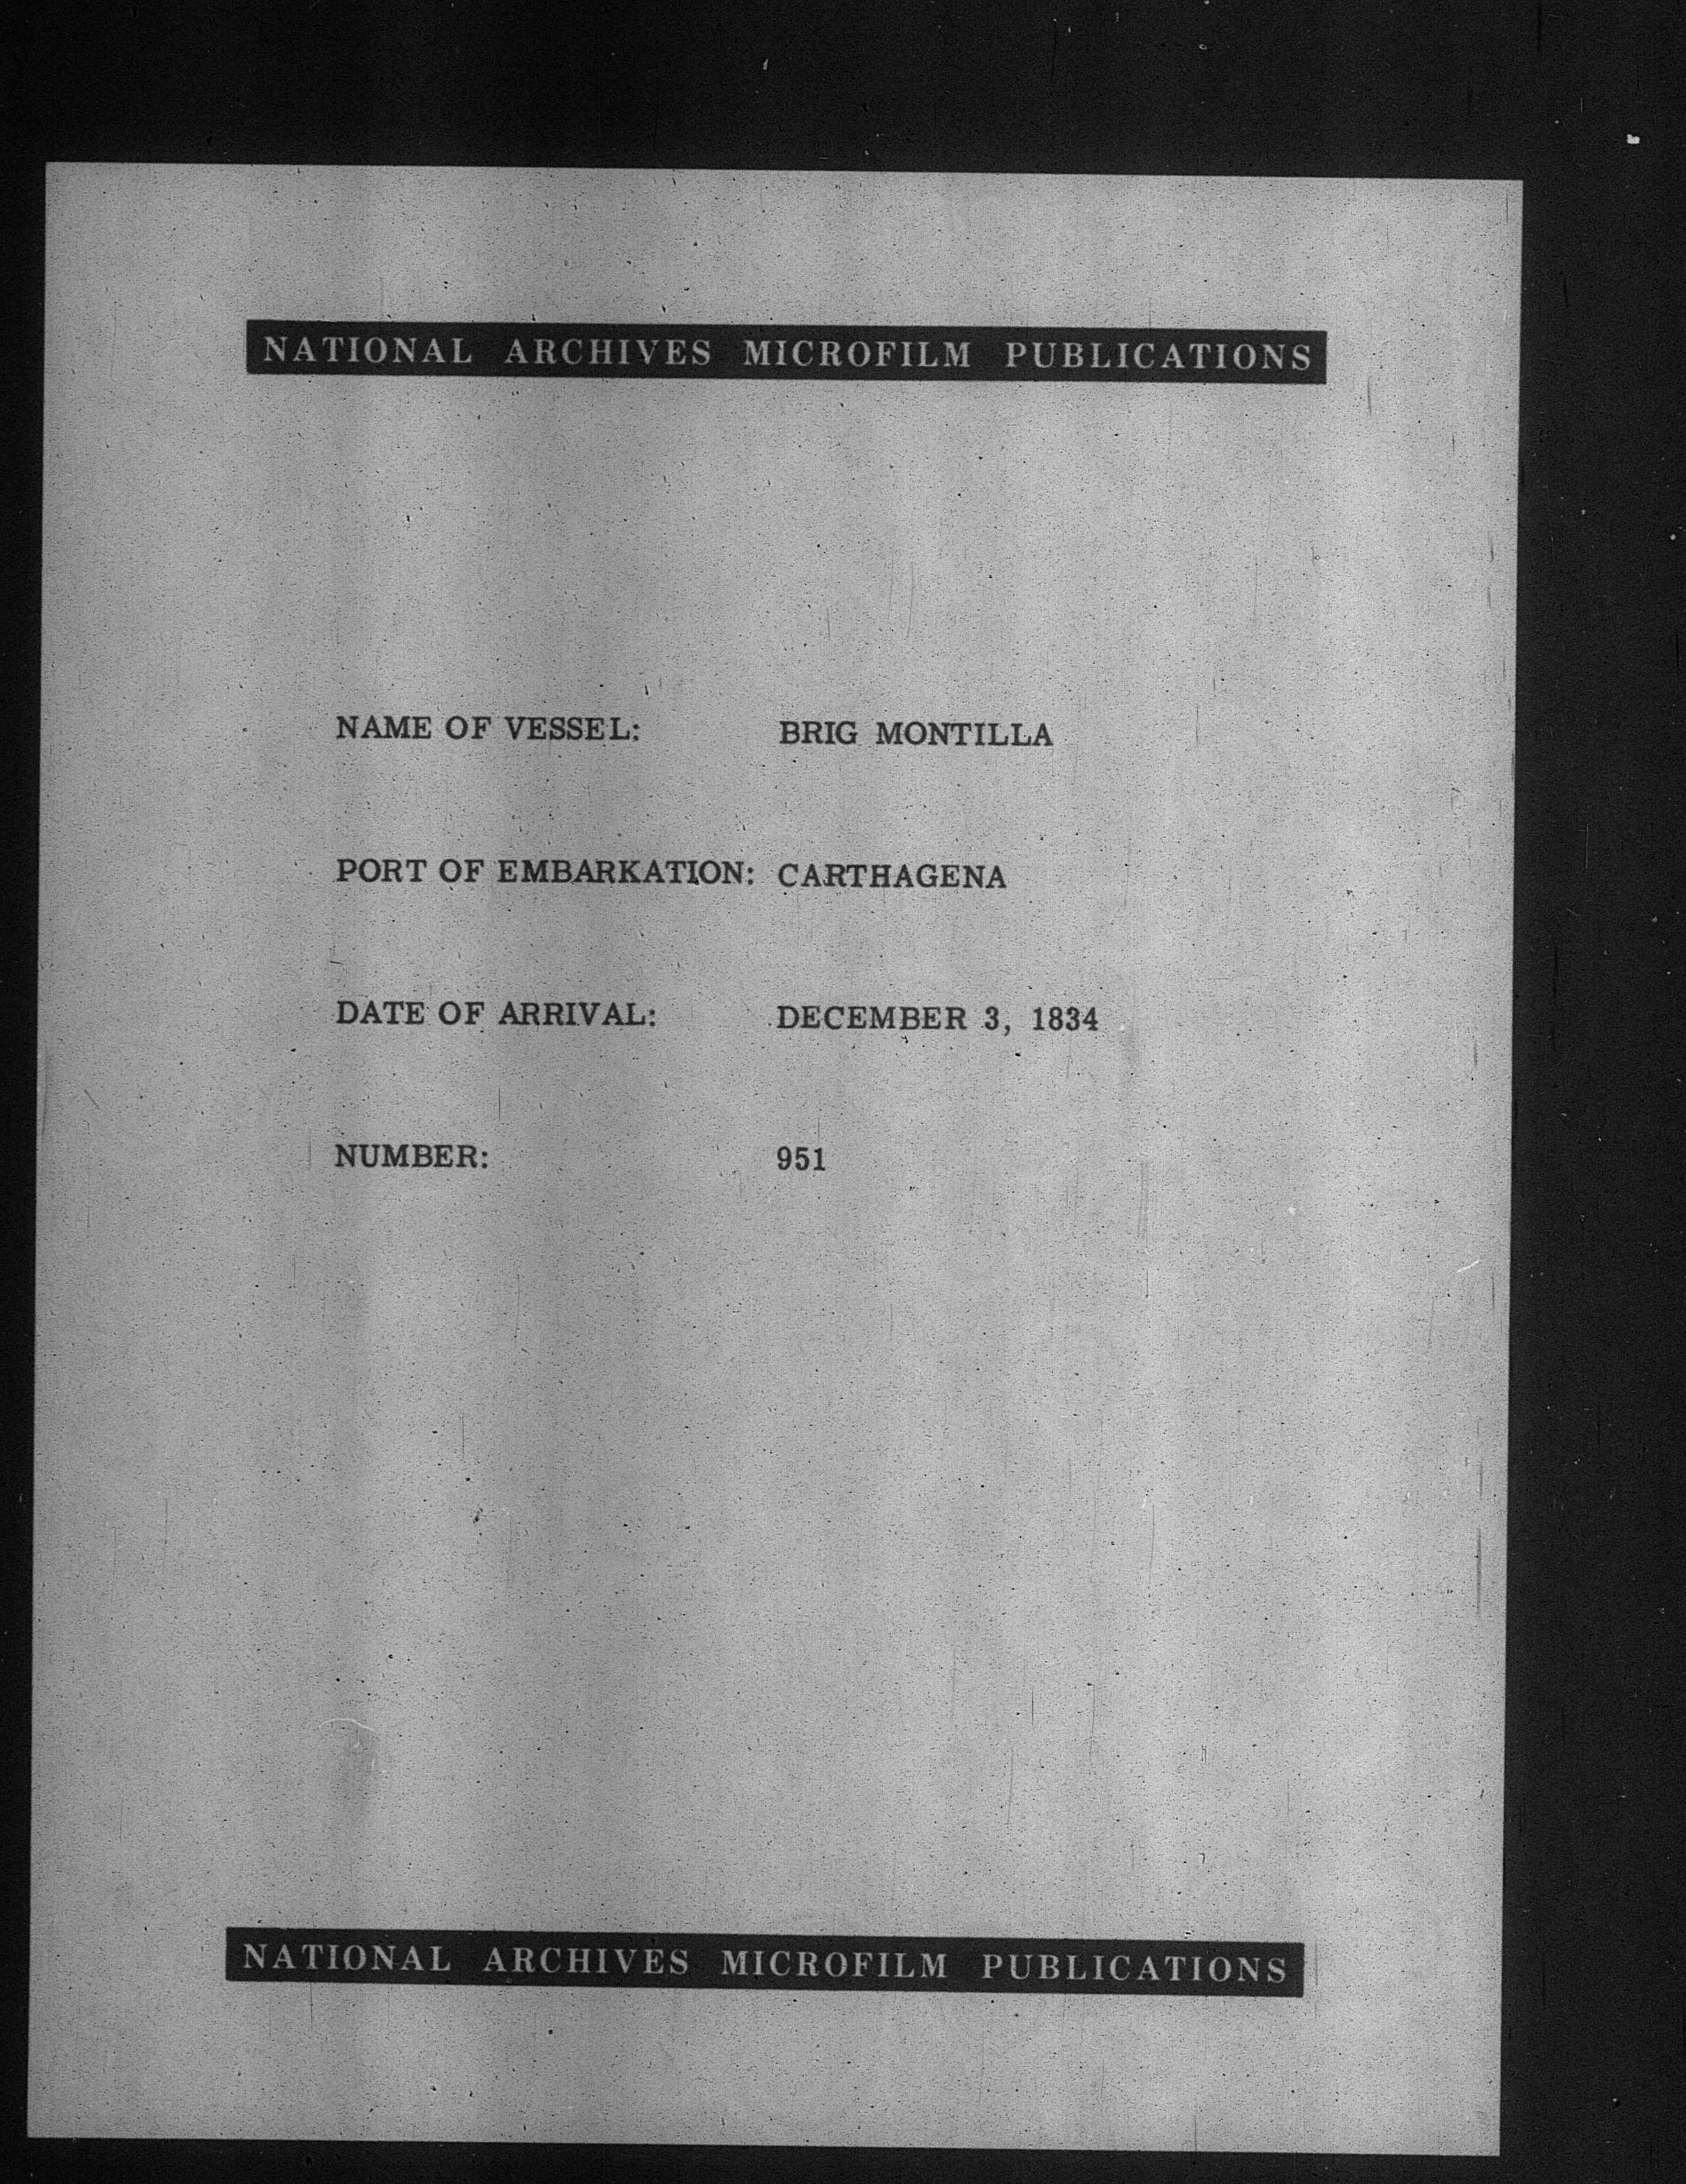 NATIONAL ARCHIVES MICROFILM PUBLICATIONS
NAME OF VESSEL: BRIG MONTILLA
PORT OF EMBARKATION: CARTHAGENA
DATE OF ARRIVAL: DECEMBER 3, 1834
NUMBER: 951
NATIONAL ARCHIVES MICROFILM PUBLICATIONS